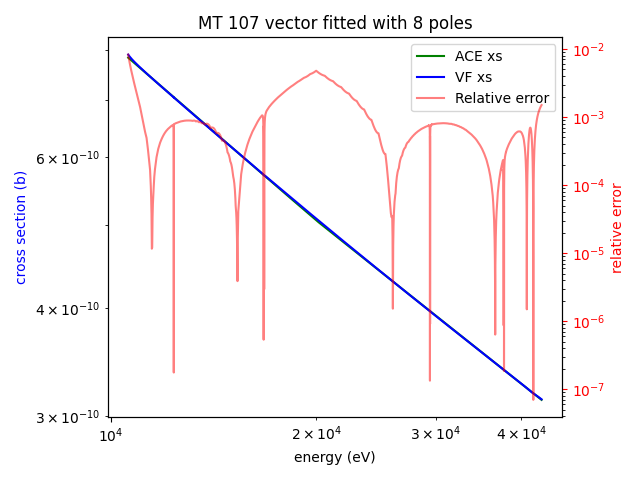 MT 107 vector fitted with 8 poles
ACE xs
VF xs
Relative error
cross section (b)
6 × 10⁻¹⁰
4 × 10⁻¹⁰
3 × 10⁻¹⁰
10⁻²
10⁻³
10⁻⁴
10⁻⁵
10⁻⁶
10⁻⁷
relative error
10⁴
2 × 10⁴
3 × 10⁴
4 × 10⁴
energy (eV)